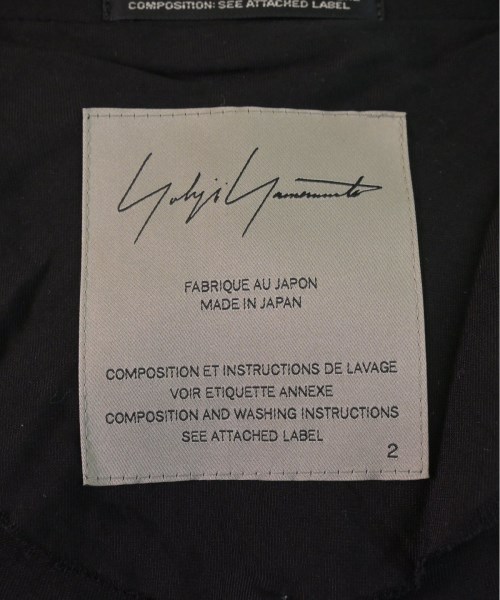 COMPOSITION: SEE ATTACHED LABEL
Yohji Yamamoto
FABRIQUE AU JAPON
MADE IN JAPAN
COMPOSITION ET INSTRUCTIONS DE LAVAGE
VOIR ETIQUETTE ANNEXE
COMPOSITION AND WASHING INSTRUCTIONS
SEE ATTACHED LABEL
2